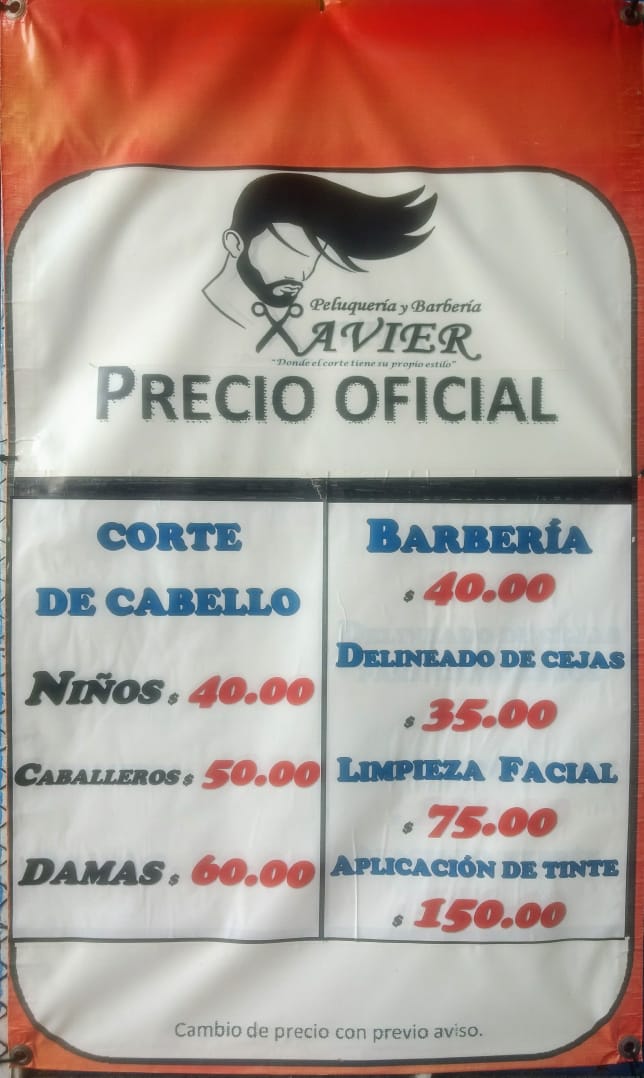 Peluquería y Barbería
XAVIER
"Donde el corte tiene su propio estilo"
PRECIO OFICIAL
CORTE
DE CABELLO
NIÑOS $ 40.00
CABALLEROS $ 50.00
DAMAS $ 60.00
BARBERÍA
$ 40.00
DELINEADO DE CEJAS
$ 35.00
LIMPIEZA FACIAL
$ 75.00
APLICACIÓN DE TINTE
$ 150.00
Cambio de precio con previo aviso.